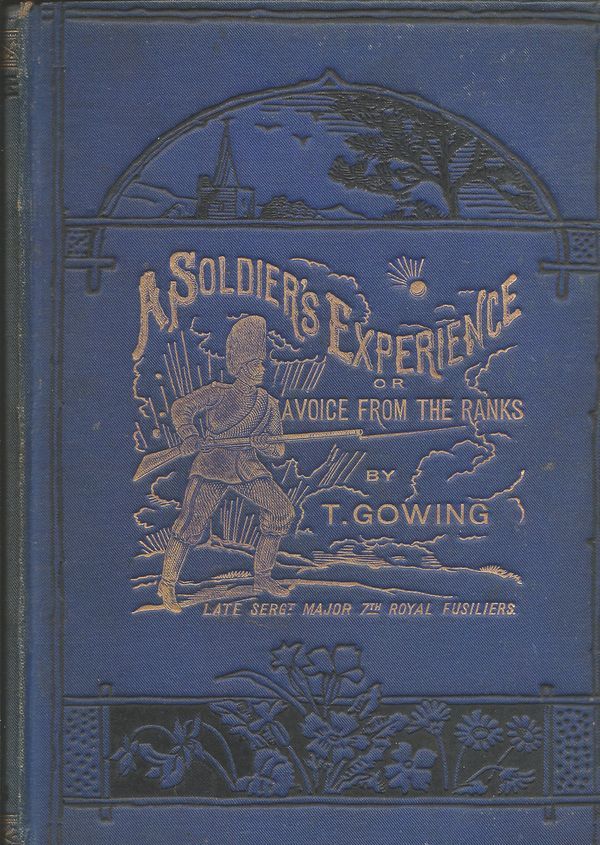 A SOLDIER'S EXPERIENCE
OR
A VOICE FROM THE RANKS
BY
T. GOWING
LATE SERGT MAJOR 7TH ROYAL FUSILIERS.